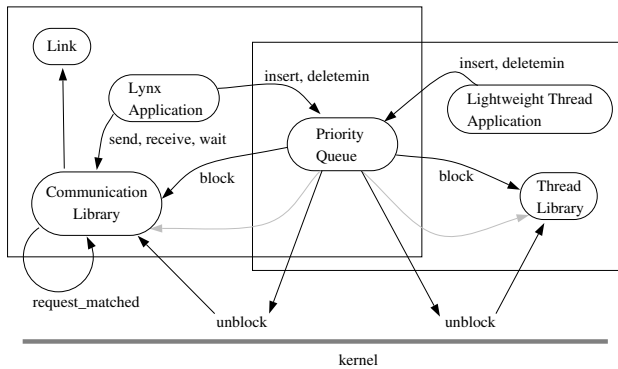 Link
Lynx
Application
insert, deletemin
insert, deletemin
Lightweight Thread
Application
send, receive, wait
Priority
Queue
block
block
Communication
Library
Thread
Library
request_matched
unblock
unblock
kernel